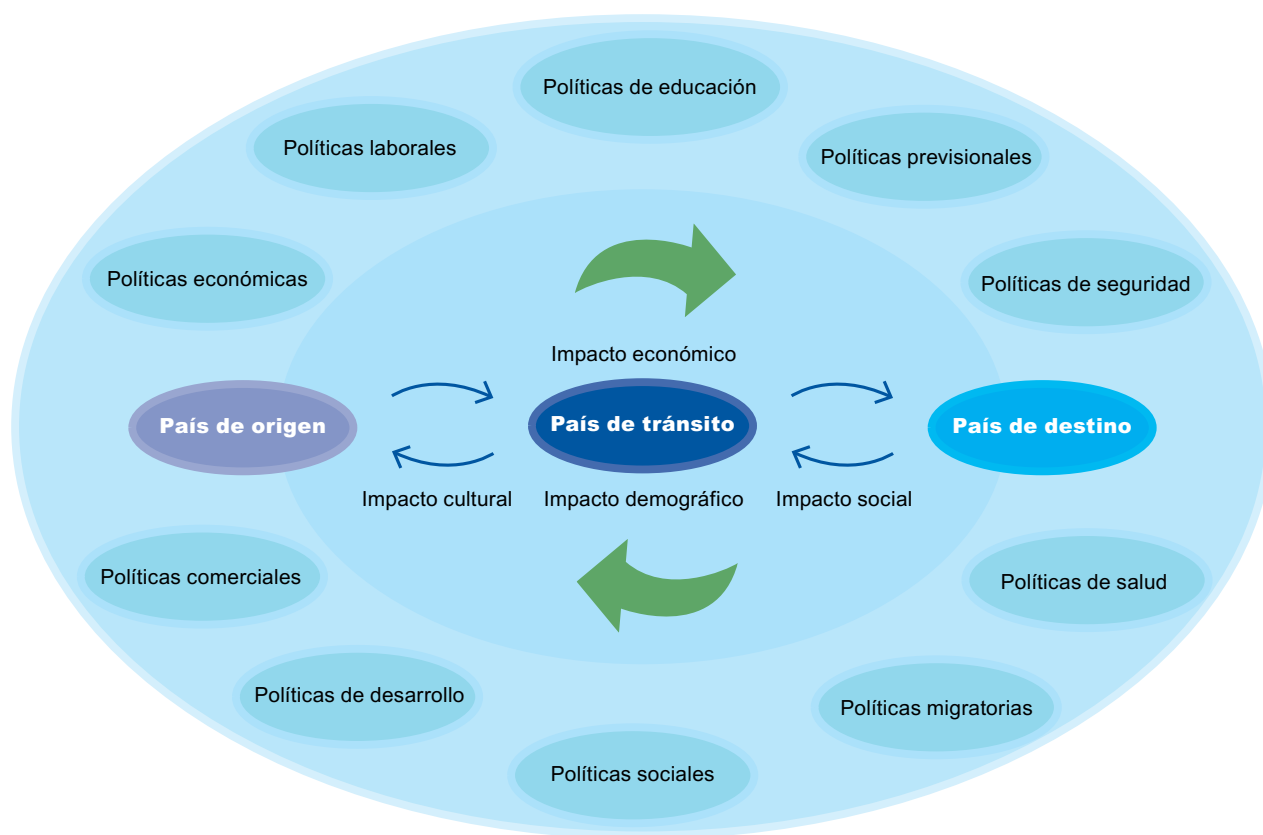 Políticas de educación
Políticas laborales
Políticas previsionales
Políticas económicas
Políticas de seguridad
Impacto económico
País de origen
País de tránsito
País de destino
Impacto cultural
Impacto demográfico
Impacto social
Políticas comerciales
Políticas de salud
Políticas de desarrollo
Políticas migratorias
Políticas sociales